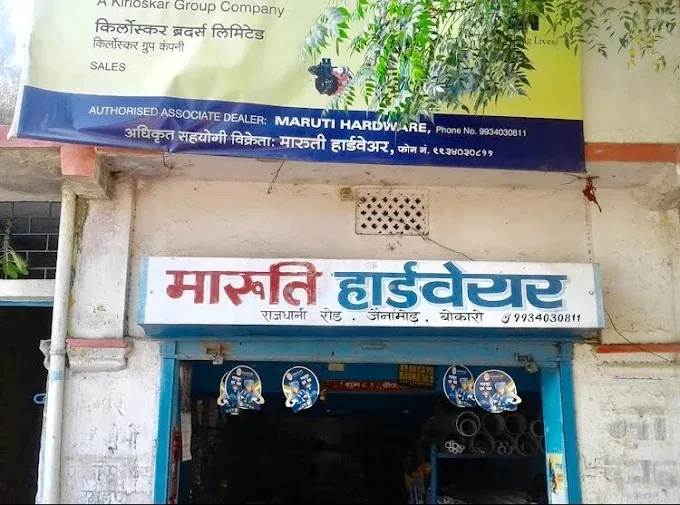 A Kirloskar Group Company
किर्लोस्कर ब्रदर्स लिमिटेड
किर्लोस्कर ग्रुप कंपनी
SALES
AUTHORISED ASSOCIATE DEALER: MARUTI HARDWARE, Phone No. 9934030811
अधिकृत सहयोगी विक्रेता: मारुती हार्डवेअर, फोन नं. ९९३४०३०८११
मारुति हार्डवेयर
राजधानी रोड . जैनामोड़ . बोकारो 9934030811